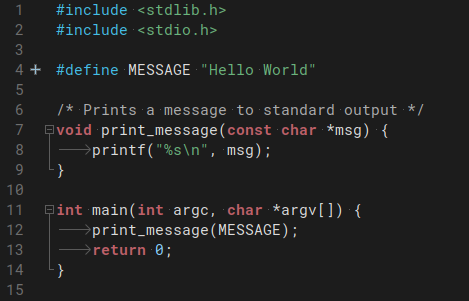 1 #include <stdlib.h>
2 #include <stdio.h>
3
4 #define MESSAGE "Hello World"
5
6 /* Prints a message to standard output */
7 void print_message(const char *msg) {
8 printf("%s\n", msg);
9 }
10
11 int main(int argc, char *argv[]) {
12 print_message(MESSAGE);
13 return 0;
14 }
15